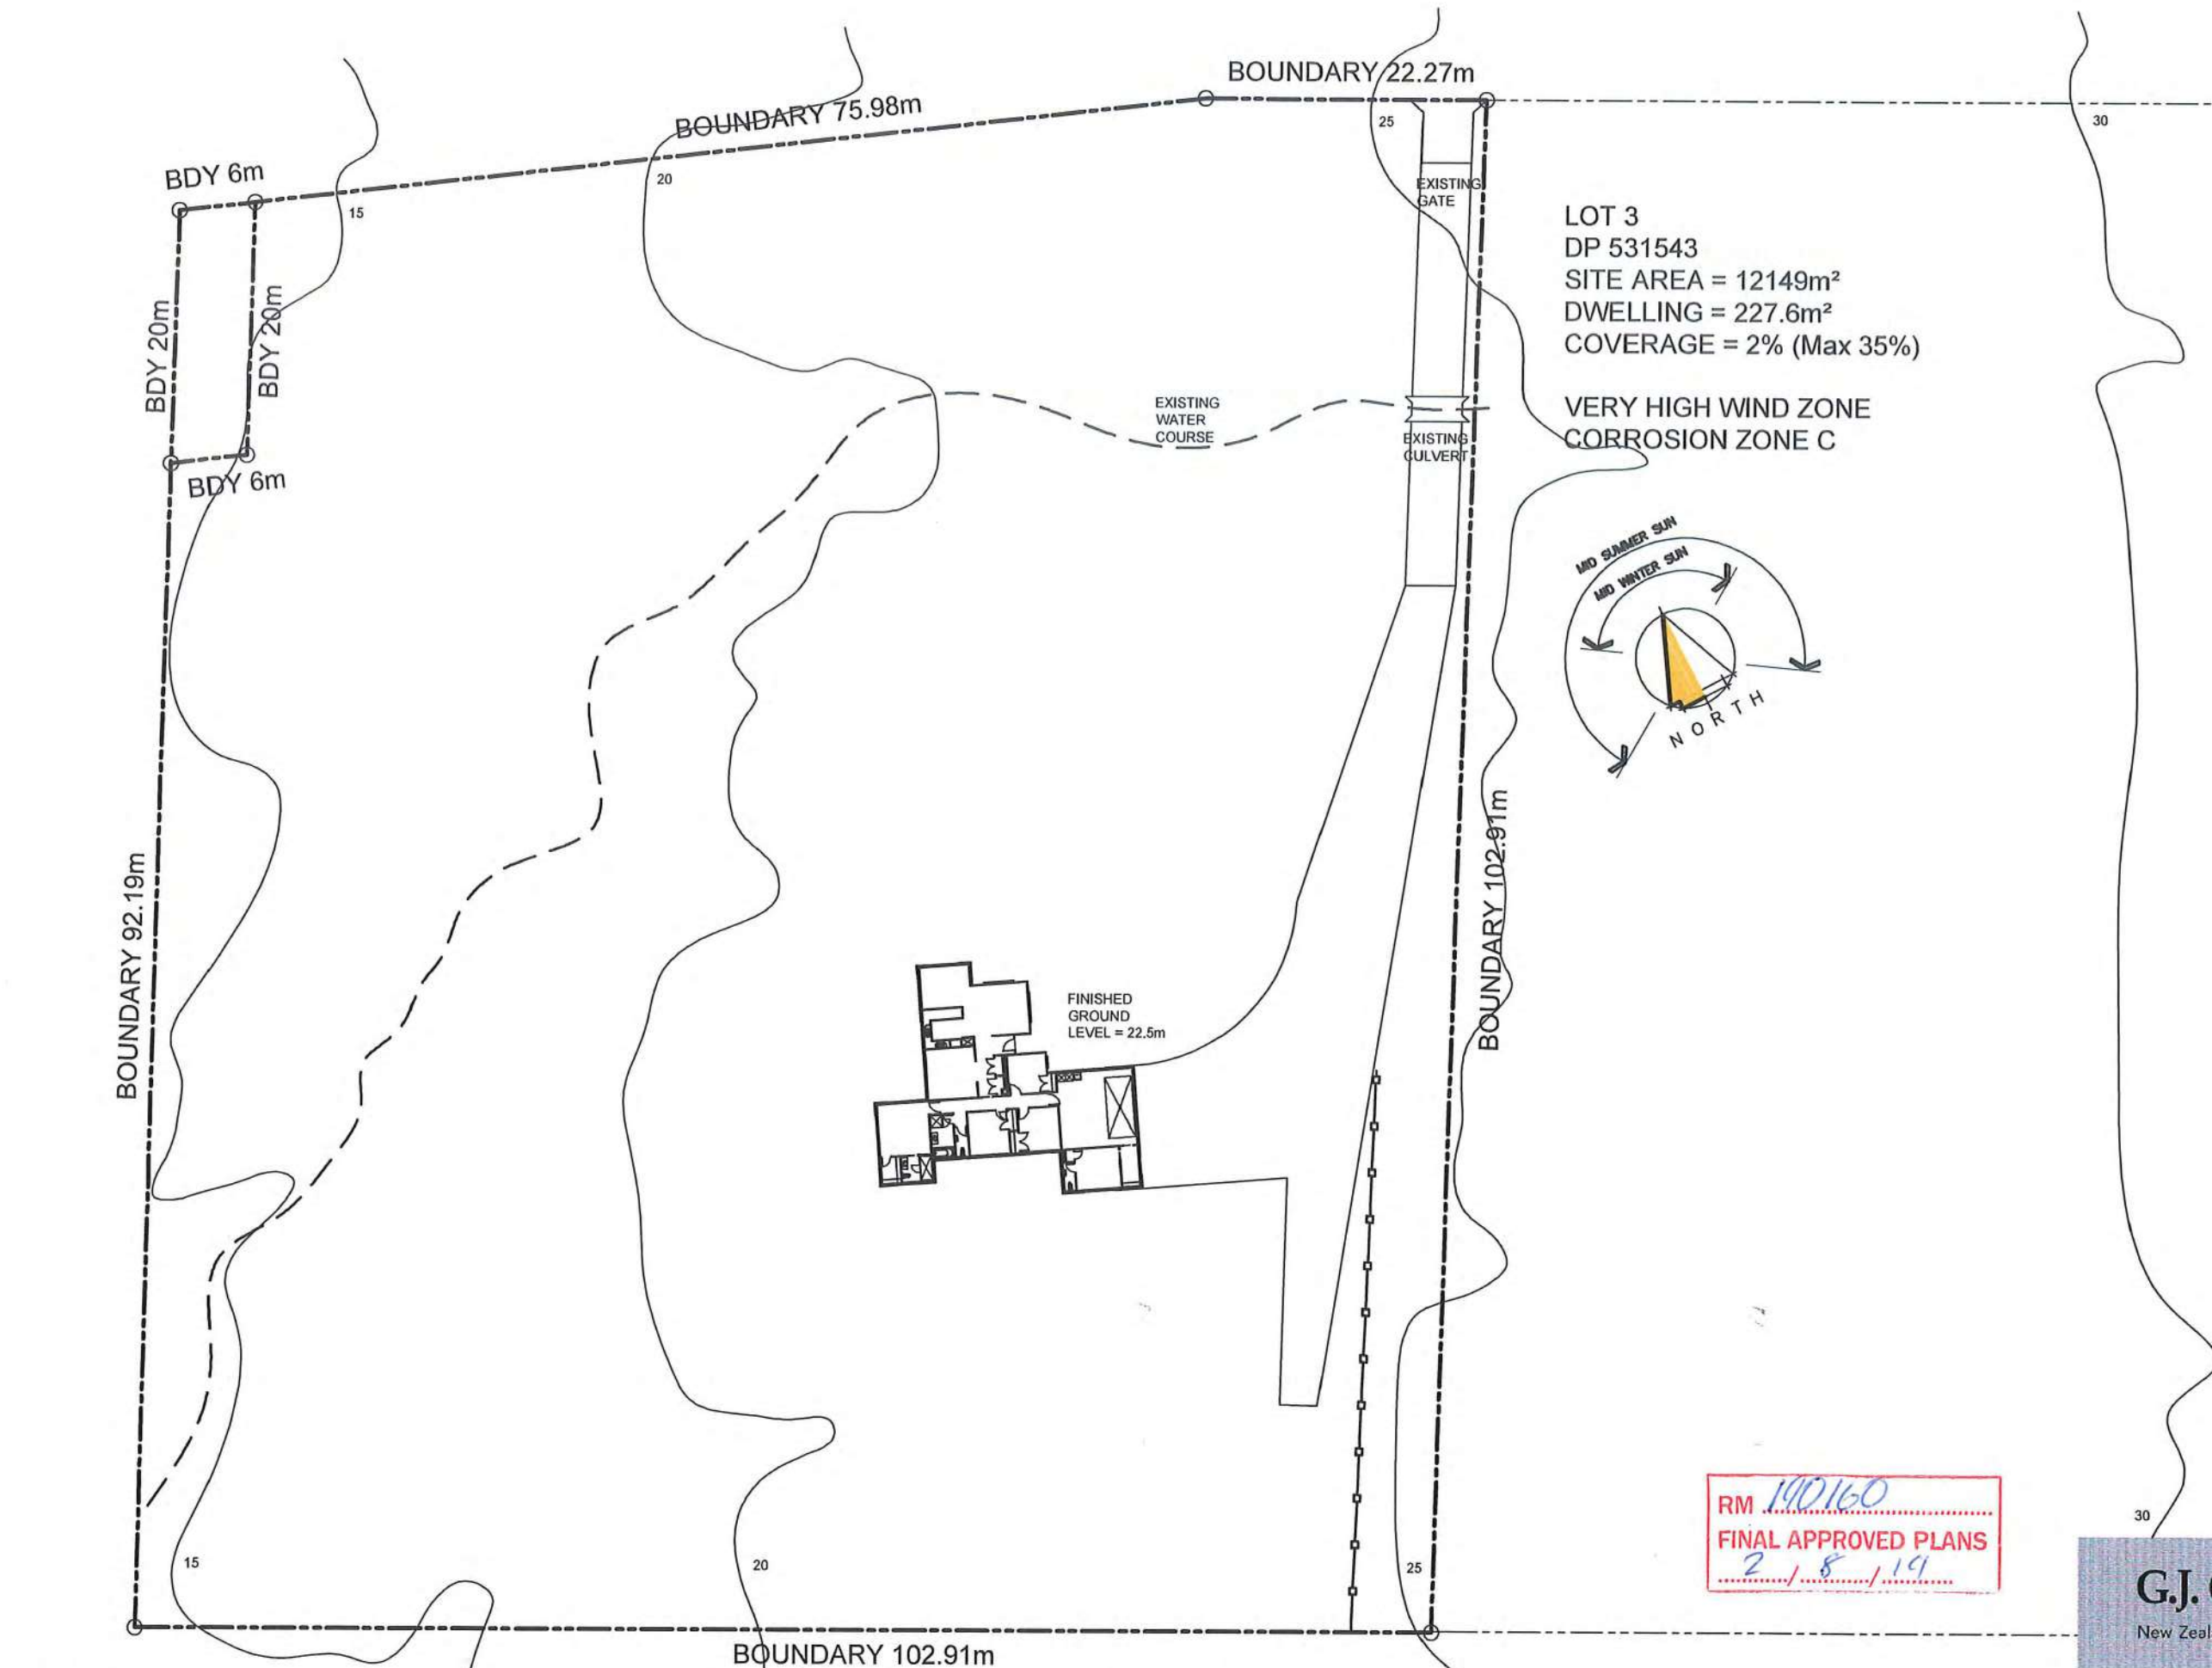 BOUNDARY 22.27m
BOUNDARY 75.98m
25
30
BDY 6m
20
15
EXISTING
GATE
LOT 3
DP 531543
SITE AREA = 12149m²
DWELLING = 227.6m²
COVERAGE = 2% (Max 35%)
VERY HIGH WIND ZONE
CORROSION ZONE C
BDY 20m
BDY 20m
EXISTING
WATER
COURSE
EXISTING
CULVERT
BDY 6m
MID SUMMER SUN
MID WINTER SUN
NORTH
BOUNDARY 92.19m
BOUNDARY 102.91m
FINISHED
GROUND
LEVEL = 22.5m
RM 190160
FINAL APPROVED PLANS
2 / 8 / 19
30
15
20
25
G.J.
New Zeal
BOUNDARY 102.91m